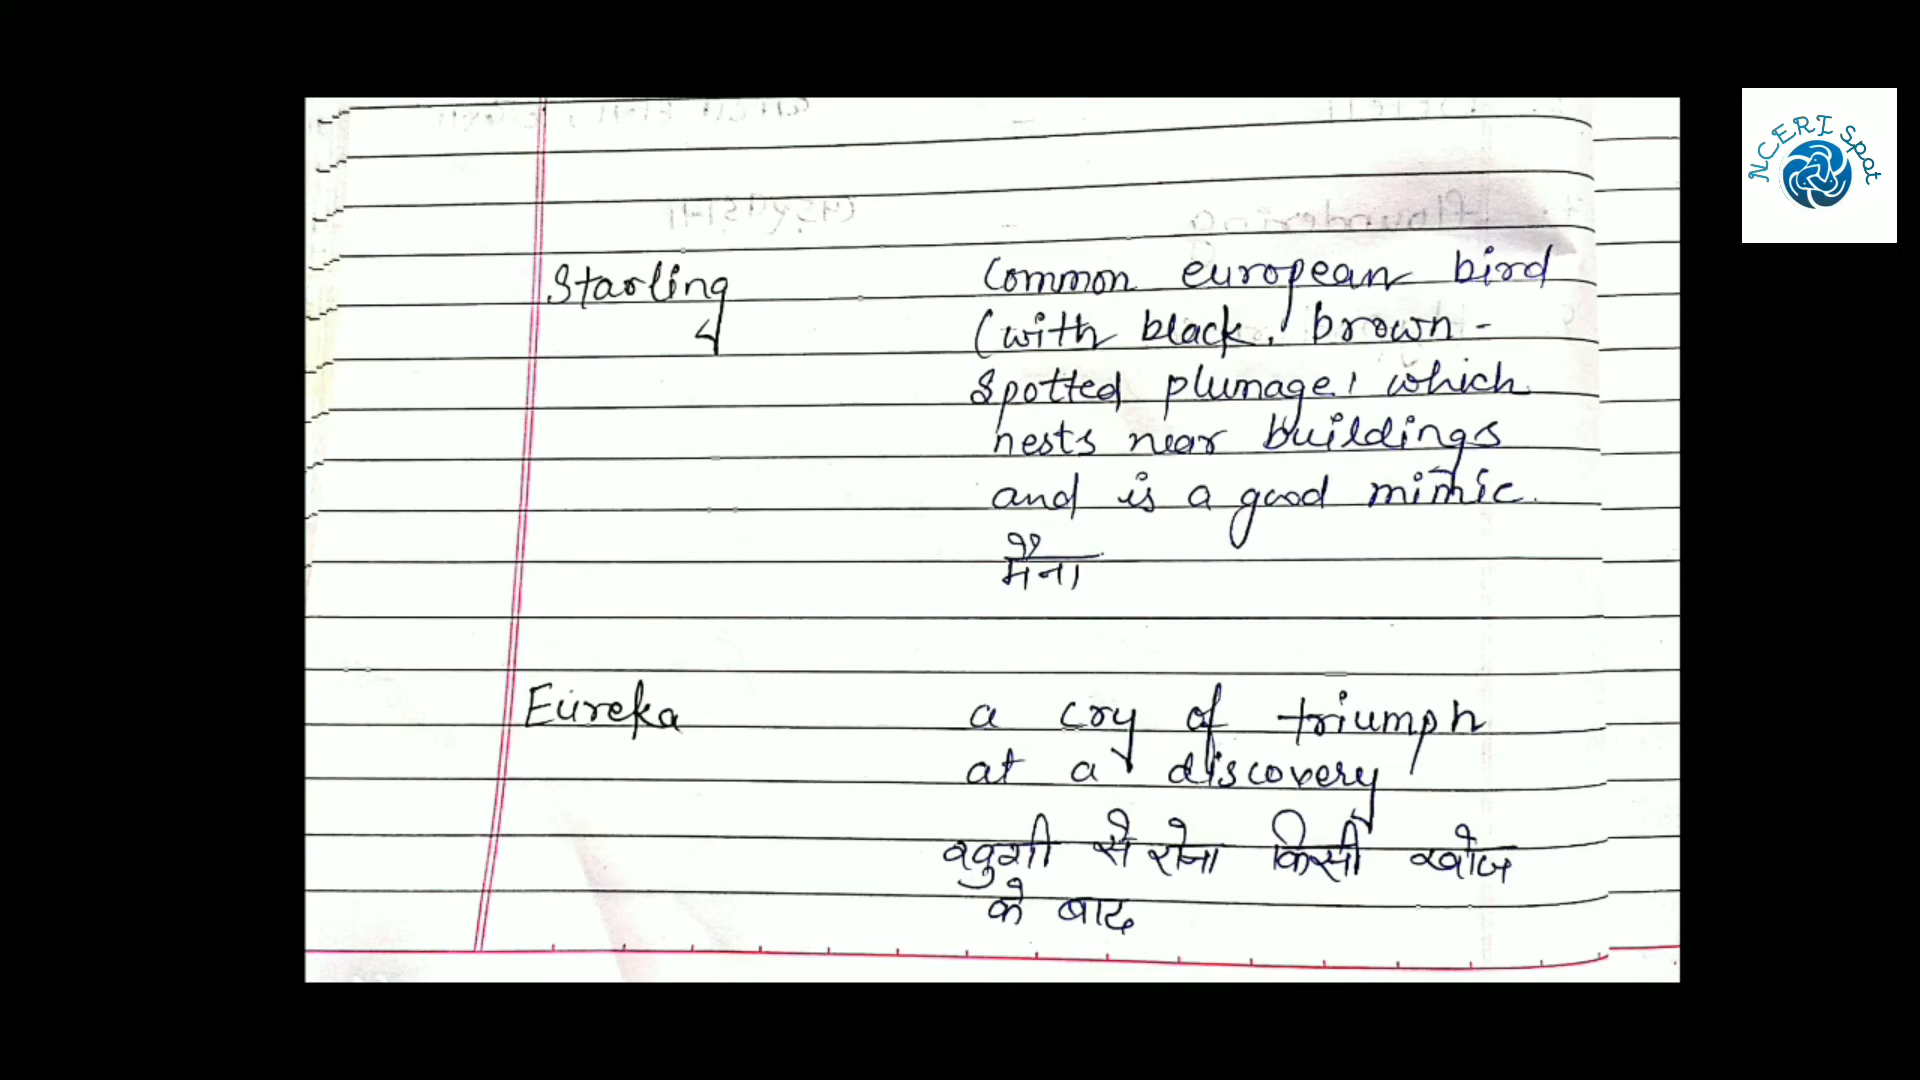 NCERT Spot
Starling
Common european bird
(with black, brown -
spotted plumage, which
nests near buildings
and is a good mimic.
मैना
Eureka
a cry of triumph
at a discovery
खुशी से रोना किसी खोज
के बाद